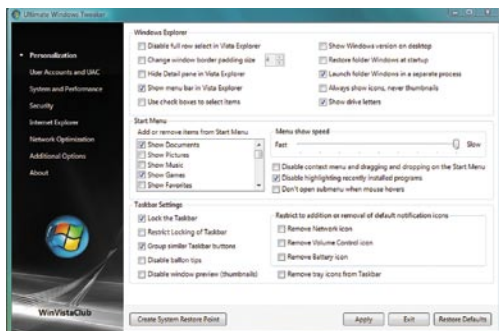 Ultimate Windows Tweaker
Personalization
User Accounts and UAC
System and Performance
Security
Internet Explorer
Network Optimization
Additional Options
About
WinVistaClub
Windows Explorer
Disable full row select in Vista Explorer
Change window border padding size
Hide Detail pane in Vista Explorer
Show menu bar in Vista Explorer
Use check boxes to select items
Show Windows version on desktop
Restore folder Windows at startup
Launch folder Windows in a separate process
Always show icons, never thumbnails
Show drive letters
Start Menu
Add or remove items from Start Menu
Show Documents
Show Pictures
Show Music
Show Games
Show Favorites
Menu show speed
Fast
Slow
Disable context menu and dragging and dropping on the Start Menu
Disable highlighting recently installed programs
Don't open submenu when mouse hovers
Taskbar Settings
Lock the Taskbar
Restrict Locking of Taskbar
Group similar Taskbar buttons
Disable ballon tips
Disable window preview (thumbnails)
Restrict to addition or removal of default notification icons
Remove Network icon
Remove Volume Control icon
Remove Battery icon
Remove tray icons from Taskbar
Create System Restore Point
Apply
Exit
Restore Defaults